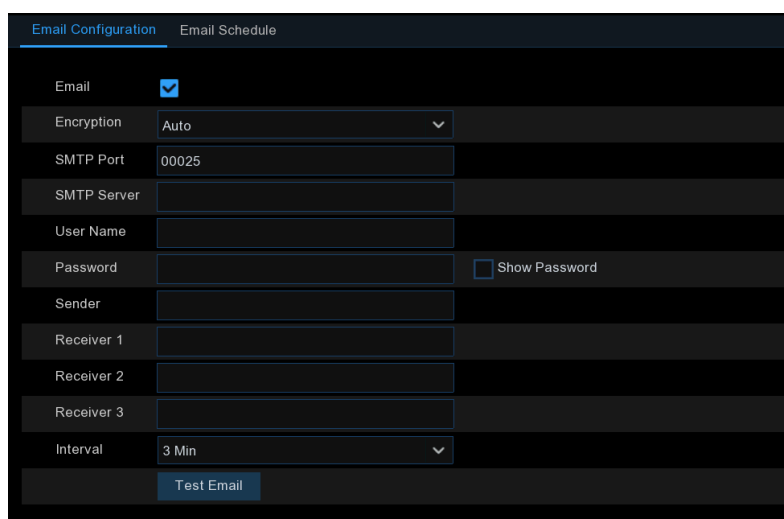 Email Configuration Email Schedule
Email
Encryption Auto
SMTP Port 00025
SMTP Server
User Name
Password Show Password
Sender
Receiver 1
Receiver 2
Receiver 3
Interval 3 Min
Test Email